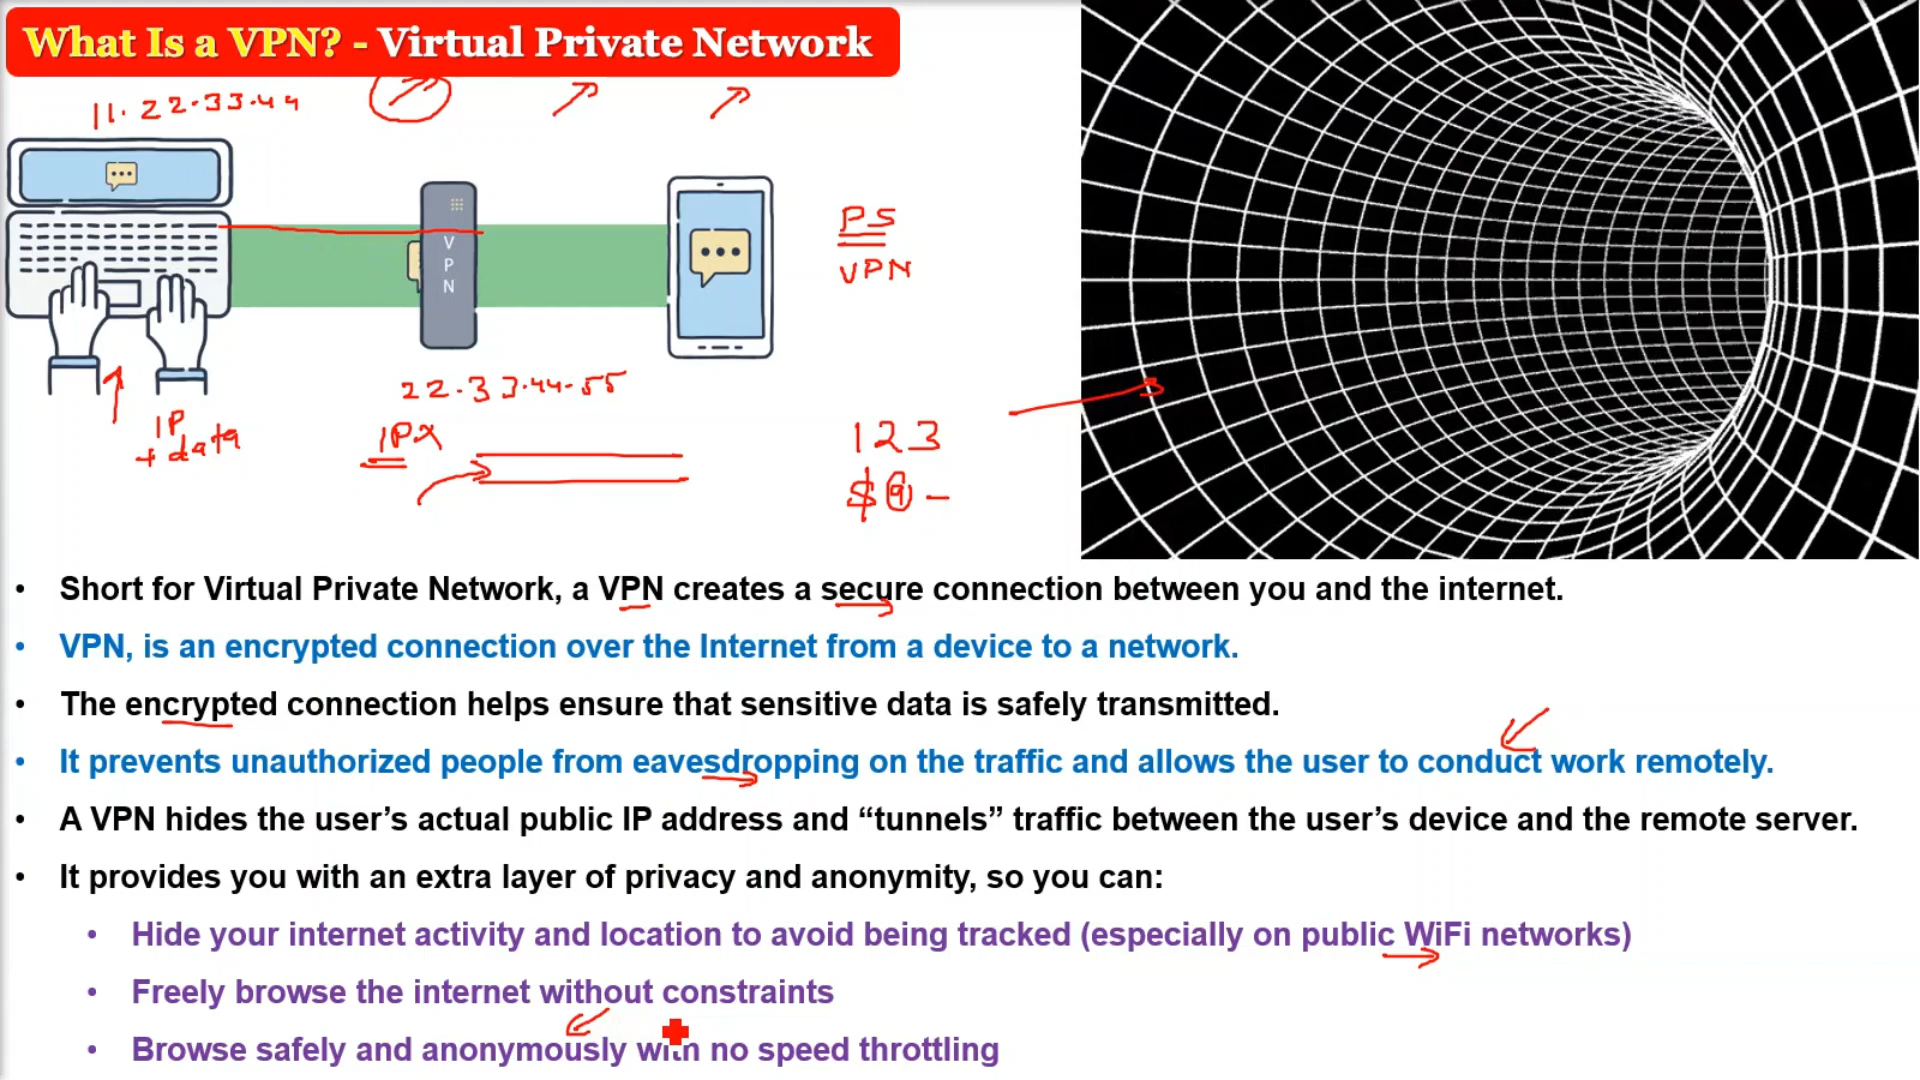 What Is a VPN? - Virtual Private Network
11.22.33.44
V
P
N
PS
VPN
22.33.44.55
IP
+ data
IPX
123
$@-
• Short for Virtual Private Network, a VPN creates a secure connection between you and the internet.
• VPN, is an encrypted connection over the Internet from a device to a network.
• The encrypted connection helps ensure that sensitive data is safely transmitted.
• It prevents unauthorized people from eavesdropping on the traffic and allows the user to conduct work remotely.
• A VPN hides the user’s actual public IP address and “tunnels” traffic between the user’s device and the remote server.
• It provides you with an extra layer of privacy and anonymity, so you can:
• Hide your internet activity and location to avoid being tracked (especially on public WiFi networks)
• Freely browse the internet without constraints
• Browse safely and anonymously with no speed throttling